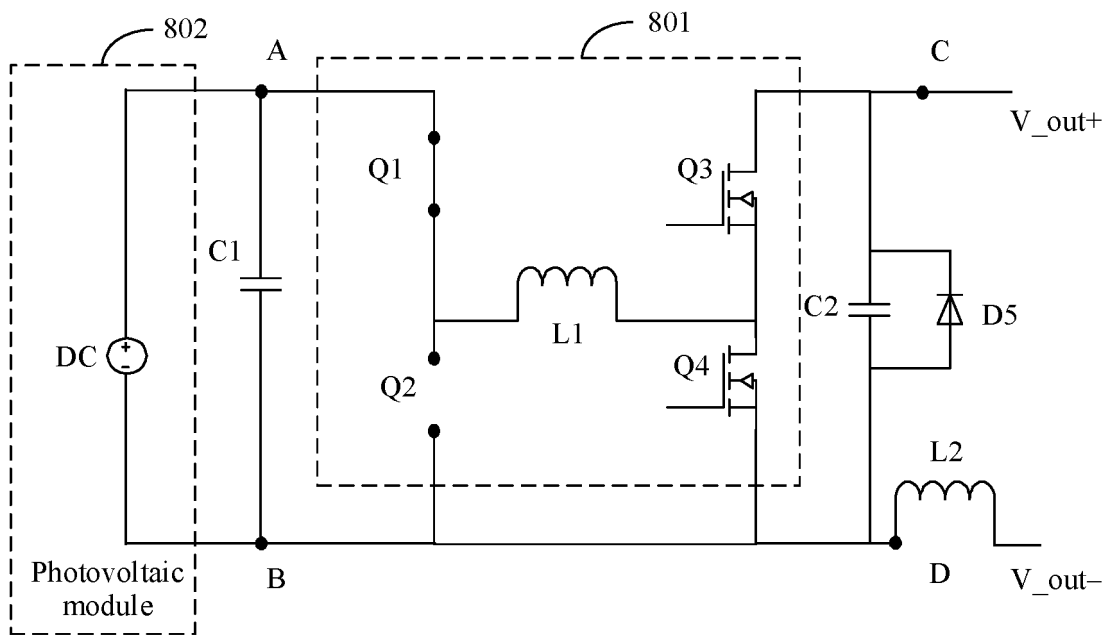 802
801
A
C
V_out+
Q1
Q3
C1
L1
C2
D5
DC
+
-
Q2
Q4
L2
B
D
V_out–
Photovoltaic
module